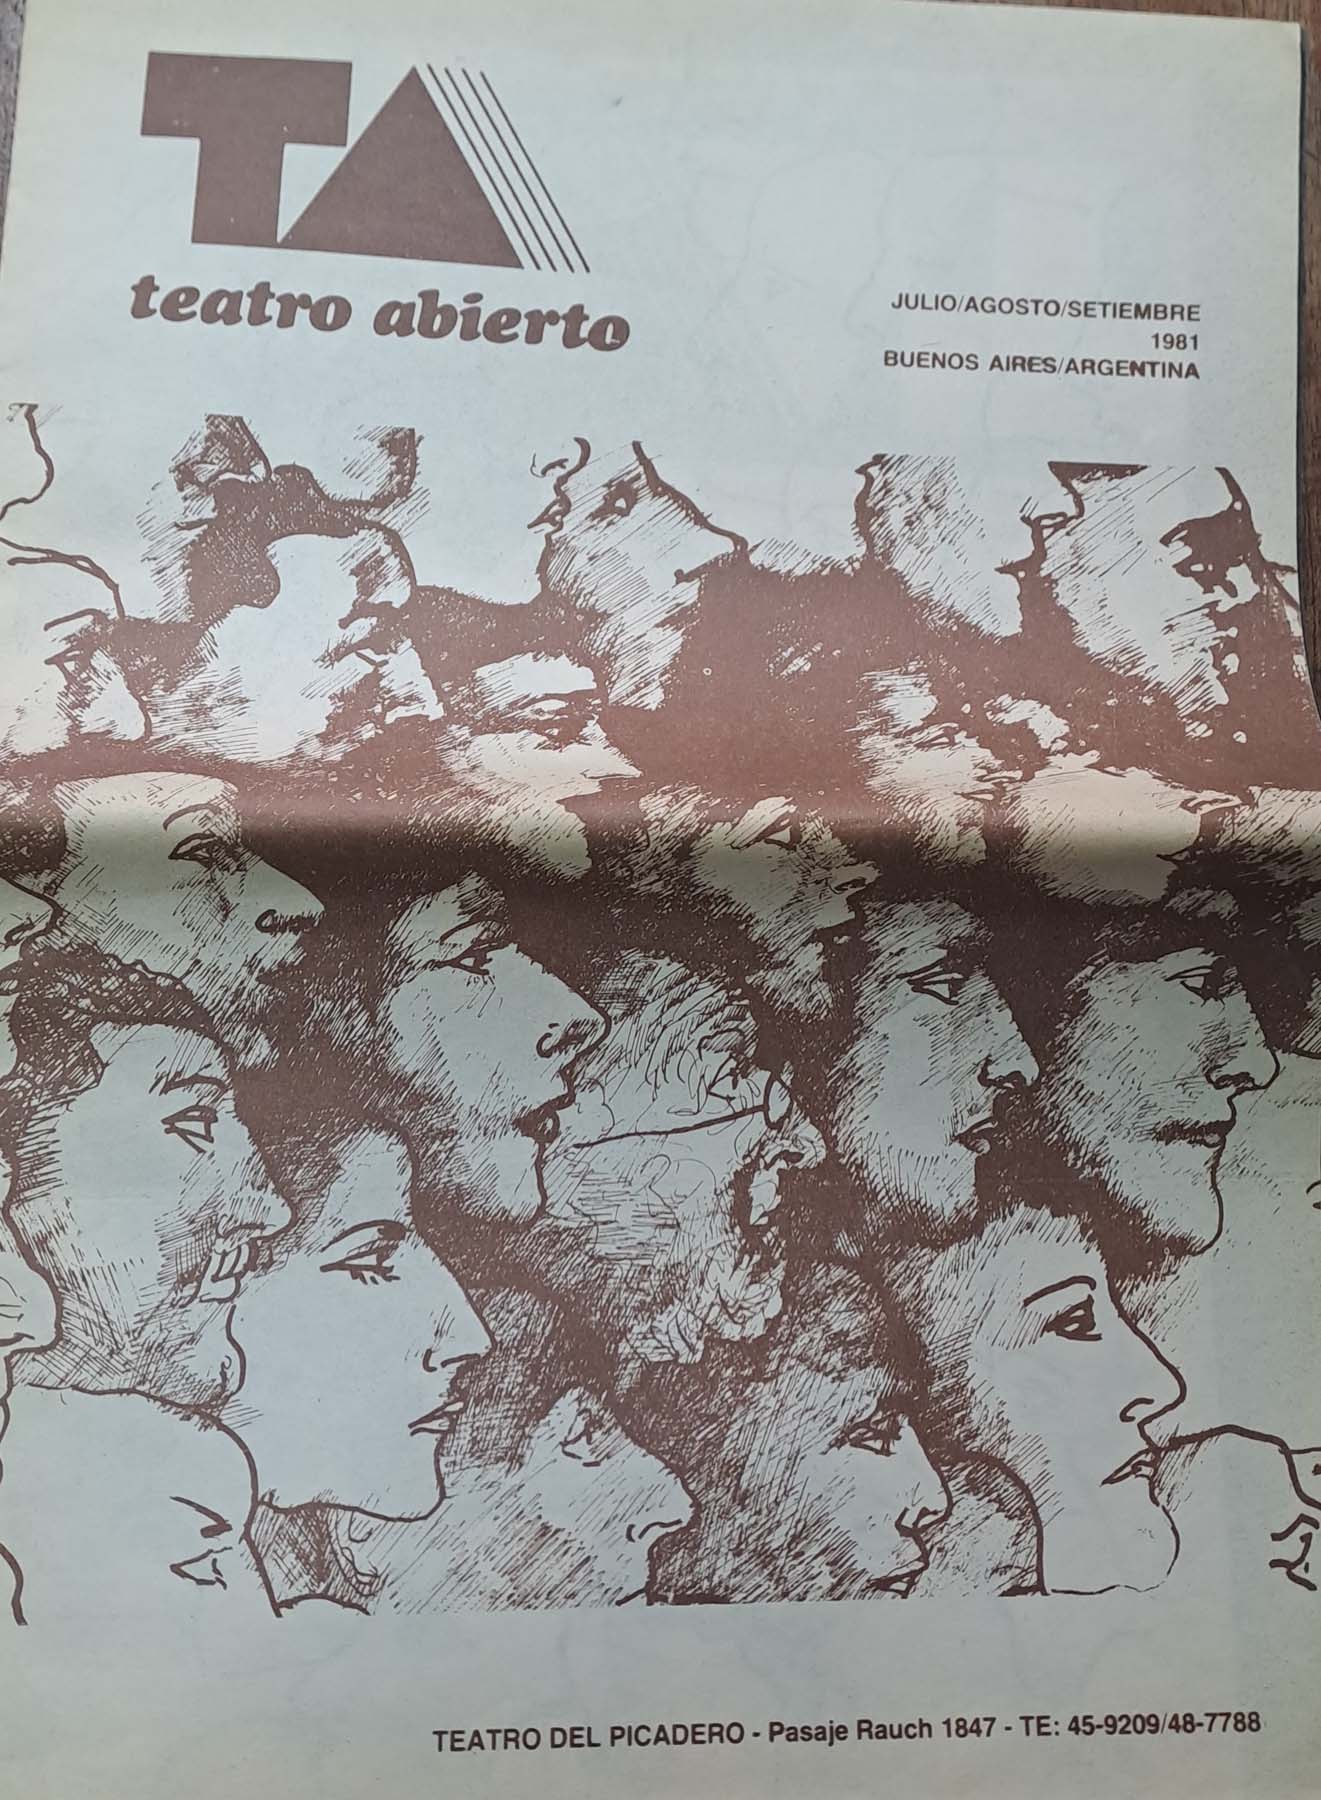 TA
teatro abierto
JULIO/AGOSTO/SETIEMBRE
1981
BUENOS AIRES/ARGENTINA
TEATRO DEL PICADERO - Pasaje Rauch 1847 - TE: 45-9209/48-7788